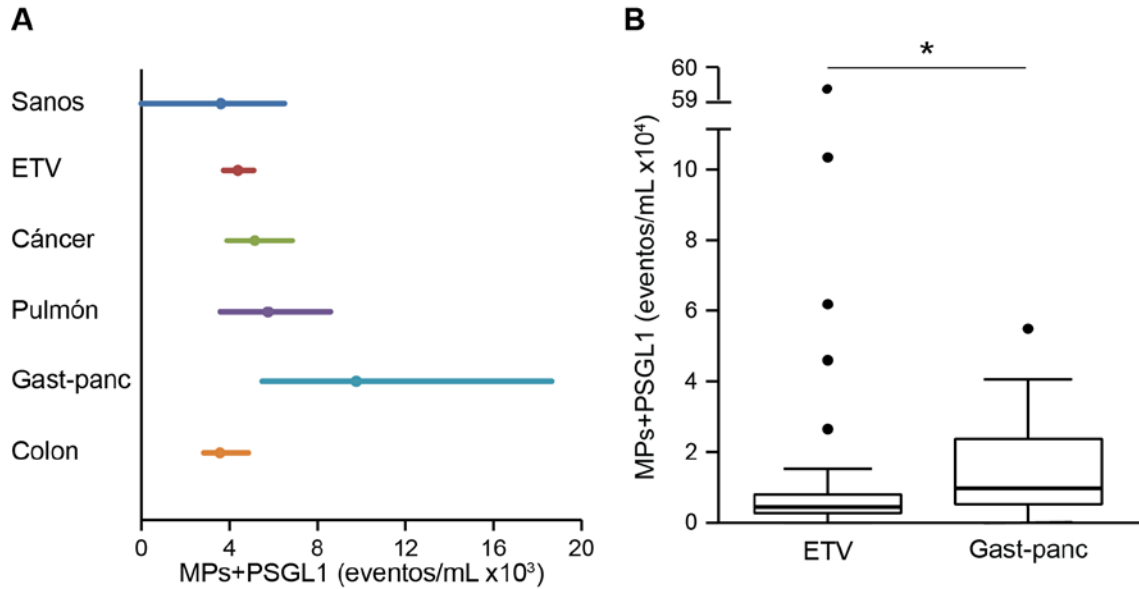 A
Sanos
ETV
Cáncer
Pulmón
Gast-panc
Colon
0 4 8 12 16 20
MPs+PSGL1 (eventos/mL x10³)
B
*
60
59
10
8
6
4
2
0
MPs+PSGL1 (eventos/mL x10⁴)
ETV Gast-panc